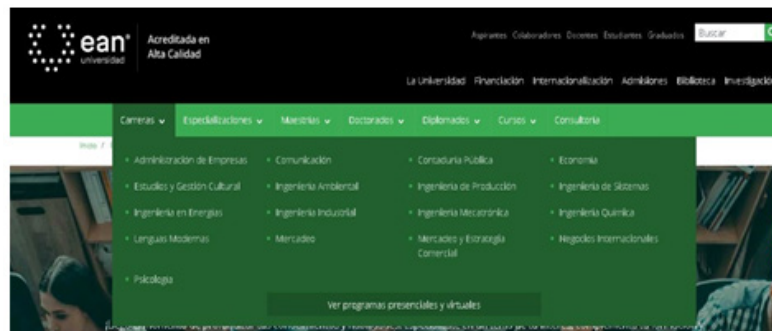 ean®
universidad
Acreditada en
Alta Calidad
Aspirantes Colaboradores Docentes Estudiantes Graduados
Buscar
La Universidad Financiación Internacionalización Admisiones Biblioteca Investigación
Carreras Especializaciones Maestrías Doctorados Diplomados Cursos Consultoría
Inicio /
Administración de Empresas
Comunicación
Contaduría Pública
Economía
Estudios y Gestión Cultural
Ingeniería Ambiental
Ingeniería de Producción
Ingeniería de Sistemas
Ingeniería en Energías
Ingeniería Industrial
Ingeniería Mecatrónica
Ingeniería Química
Lenguas Modernas
Mercadeo
Mercadeo y Estrategia
Comercial
Negocios Internacionales
Psicología
Ver programas presenciales y virtuales